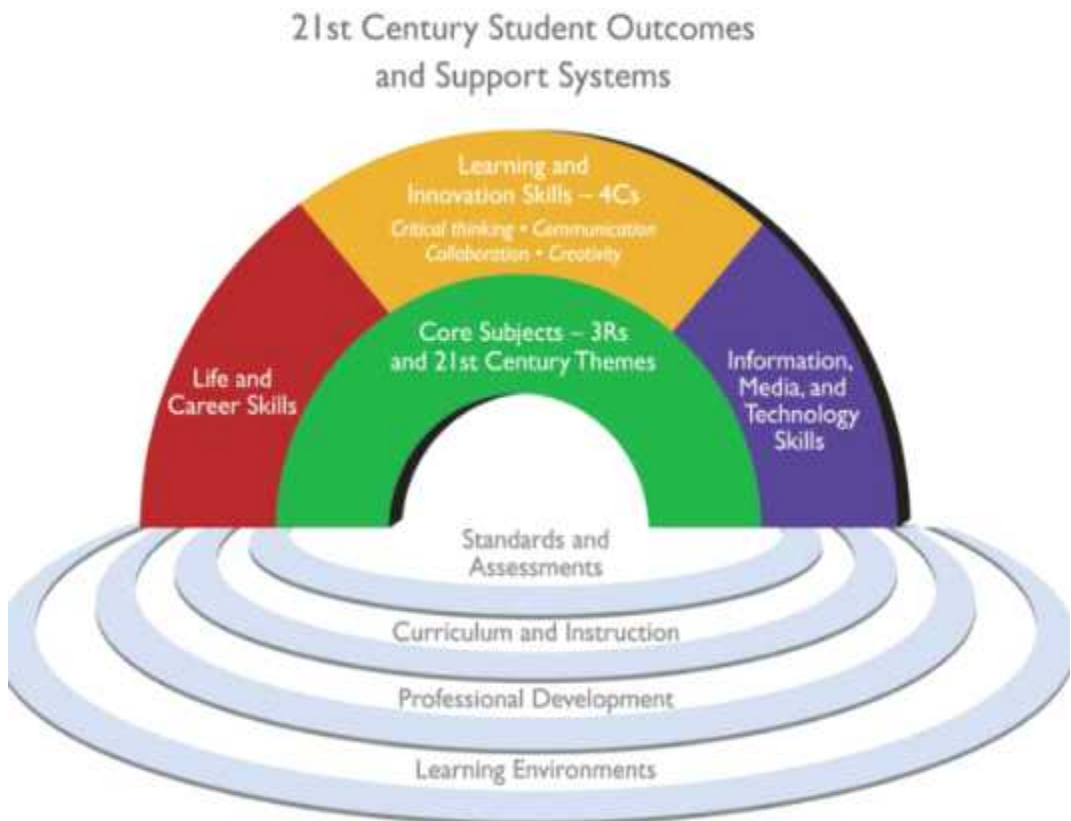 21st Century Student Outcomes
and Support Systems
Learning and
Innovation Skills – 4Cs
Critical thinking • Communication
Collaboration • Creativity
Core Subjects – 3Rs
and 21st Century Themes
Life and
Career Skills
Information,
Media, and
Technology
Skills
Standards and
Assessments
Curriculum and Instruction
Professional Development
Learning Environments